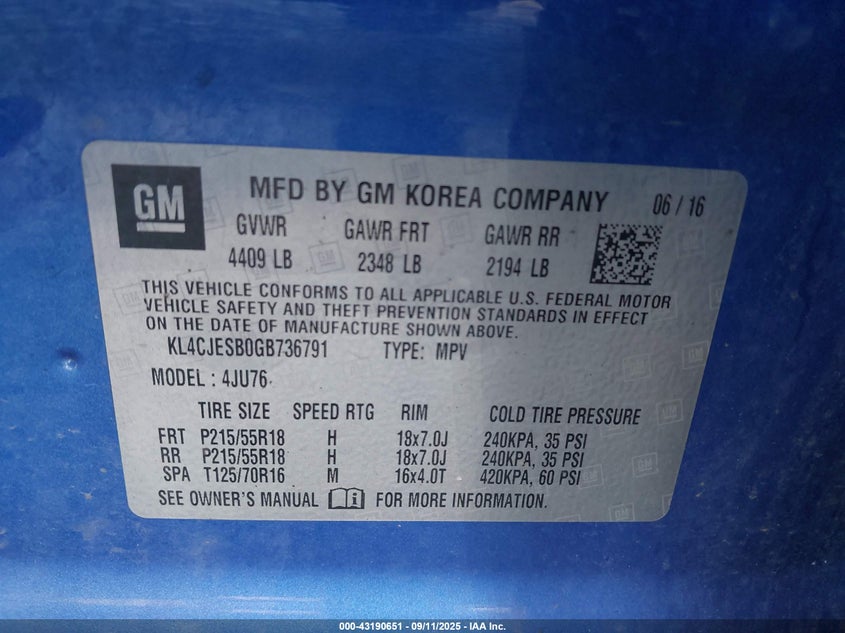 GM
MFD BY GM KOREA COMPANY 06 / 16
GVWR GAWR FRT GAWR RR
4409 LB 2348 LB 2194 LB
THIS VEHICLE CONFORMS TO ALL APPLICABLE U.S. FEDERAL MOTOR
VEHICLE SAFETY AND THEFT PREVENTION STANDARDS IN EFFECT
ON THE DATE OF MANUFACTURE SHOWN ABOVE.
KL4CJESB0GB736791 TYPE: MPV
MODEL : 4JU76
TIRE SIZE SPEED RTG RIM COLD TIRE PRESSURE
FRT P215/55R18 H 18x7.0J 240KPA, 35 PSI
RR P215/55R18 H 18x7.0J 240KPA, 35 PSI
SPA T125/70R16 M 16x4.0T 420KPA, 60 PSI
SEE OWNER'S MANUAL i FOR MORE INFORMATION.
000-43190651 - 09/11/2025 - IAA Inc.